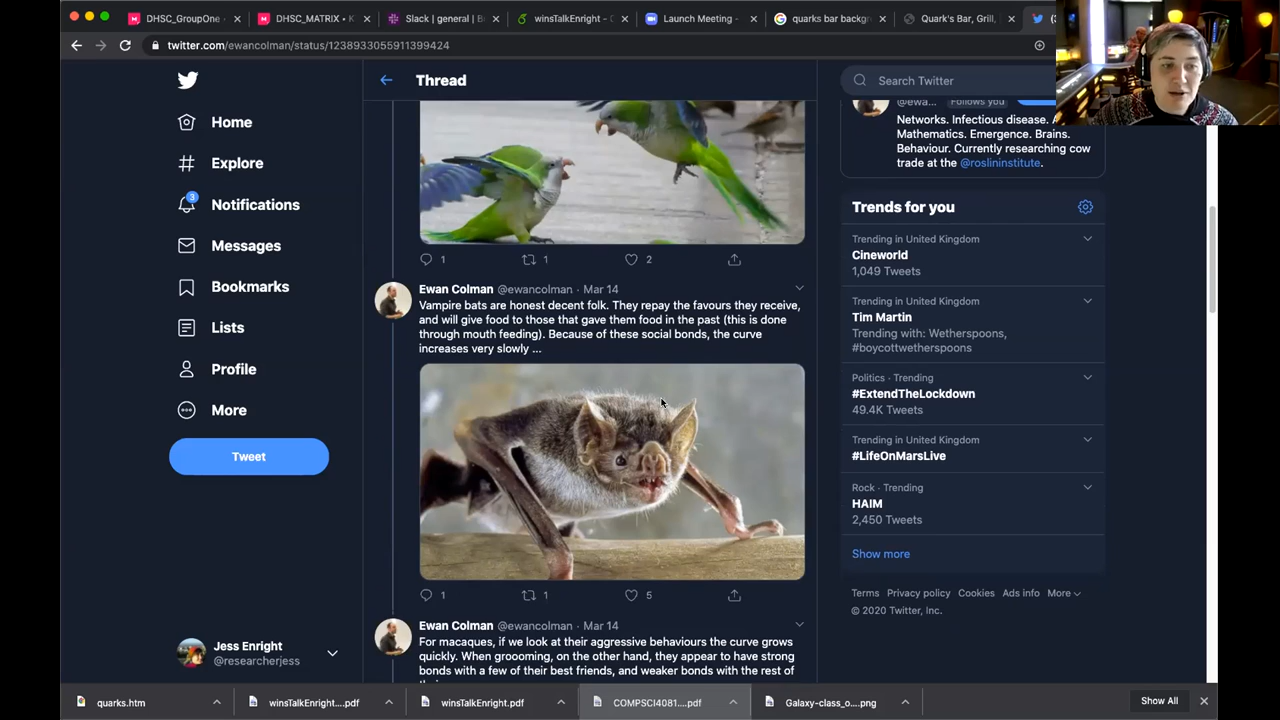 DHSC_GroupOne
DHSC_MATRIX • K
Slack | general | B
winsTalkEnright - O
Launch Meeting -
quarks bar backg
Quark's Bar, Grill,
twitter.com/ewancolman/status/1238933055911399424
Thread
Search Twitter
Home
Explore
3
Notifications
Messages
Bookmarks
Lists
Profile
More
Tweet
Jess Enright
@researcherjess
1 1 2
Ewan Colman @ewancolman · Mar 14
Vampire bats are honest decent folk. They repay the favours they receive,
and will give food to those that gave them food in the past (this is done
through mouth feeding). Because of these social bonds, the curve
increases very slowly ...
1 1 5
Ewan Colman @ewancolman · Mar 14
For macaques, if we look at their aggressive behaviours the curve grows
quickly. When groooming, on the other hand, they appear to have strong
bonds with a few of their best friends, and weaker bonds with the rest of
@ewa... Follows you
Networks. Infectious disease.
Mathematics. Emergence. Brains.
Behaviour. Currently researching cow
trade at the @roslininstitute.
Trends for you
Trending in United Kingdom
Cineworld
1,049 Tweets
Trending in United Kingdom
Tim Martin
Trending with: Wetherspoons,
#boycottwetherspoons
Politics · Trending
#ExtendTheLockdown
49.4K Tweets
Trending in United Kingdom
#LifeOnMarsLive
Rock · Trending
HAIM
2,450 Tweets
Show more
Terms Privacy policy Cookies Ads info More
© 2020 Twitter, Inc.
quarks.htm
winsTalkEnright....pdf
winsTalkEnright.pdf
COMPSCI4081....pdf
Galaxy-class_o....png
Show All